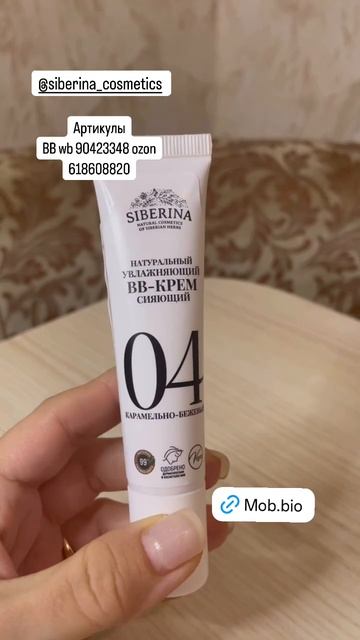 @siberina_cosmetics
Артикулы
BB wb 90423348 ozon
618608820
SIBERINA
NATURAL COSMETICS
OF SIBERIAN HERBS
НАТУРАЛЬНЫЙ
УВЛАЖНЯЮЩИЙ
BB-КРЕМ
СИЯЮЩИЙ
04
КАРАМЕЛЬНО-БЕЖЕВЫЙ
99
ОДОБРЕНО
Mob.bio